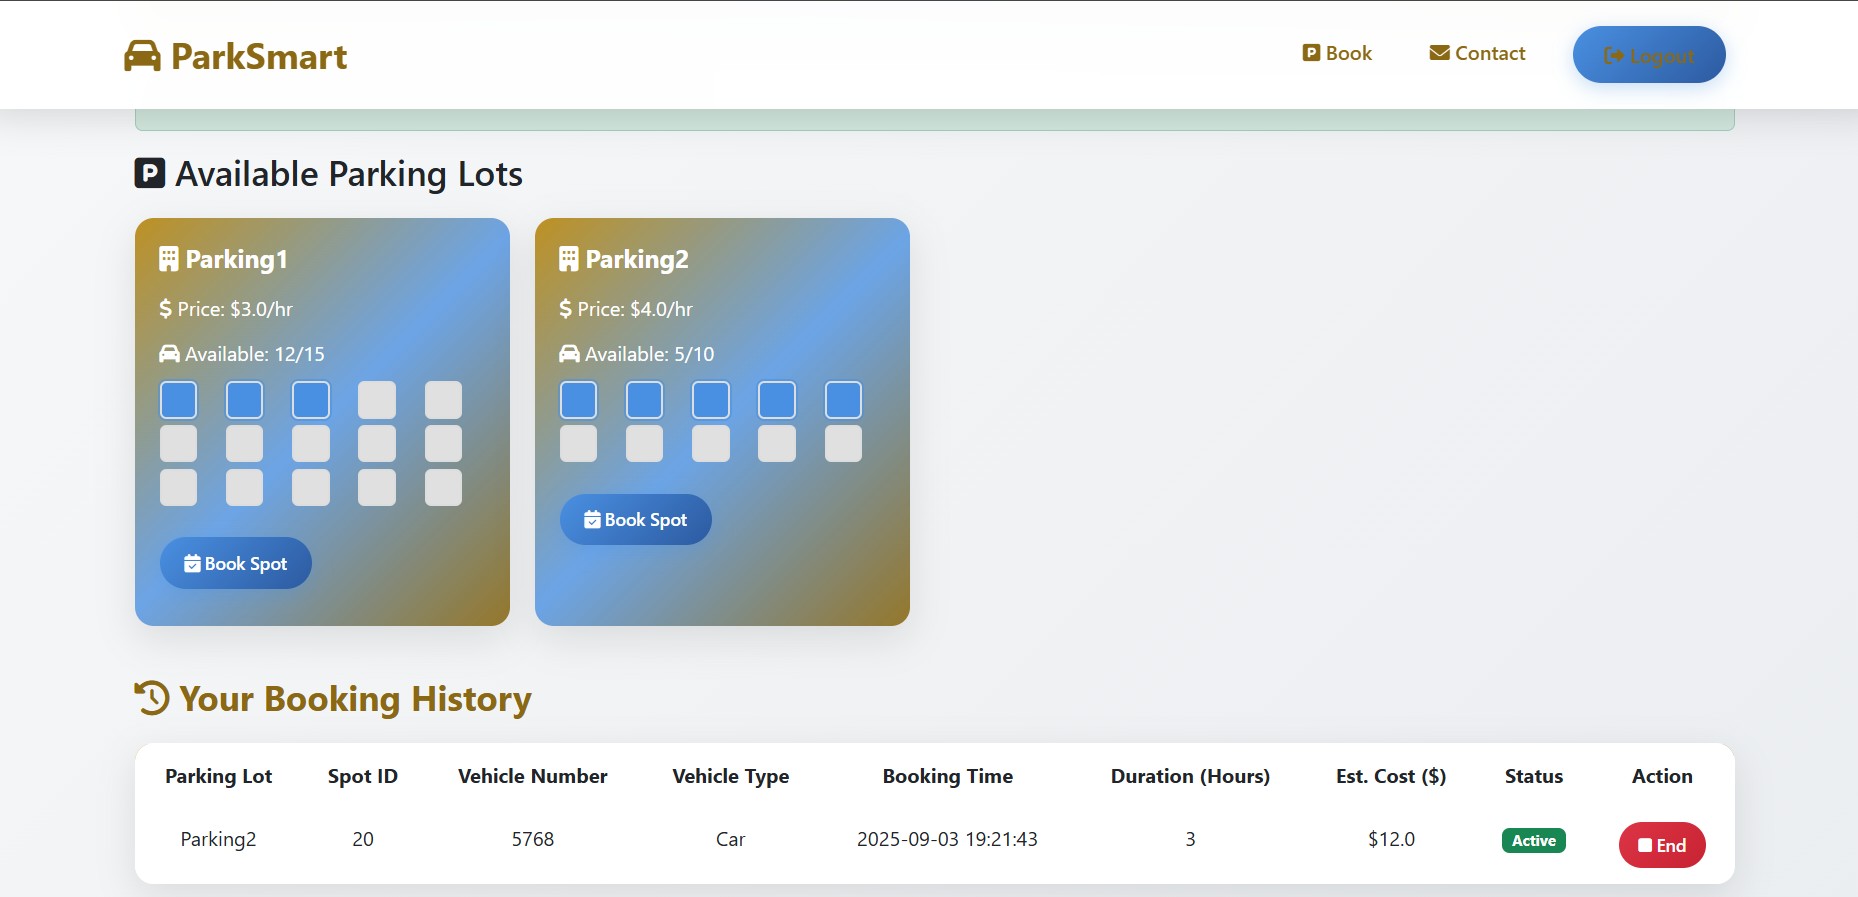 ParkSmart
Book
Contact
Logout
Available Parking Lots
Parking1
Price: $3.0/hr
Available: 12/15
Book Spot
Parking2
Price: $4.0/hr
Available: 5/10
Book Spot
Your Booking History
Parking Lot Spot ID Vehicle Number Vehicle Type Booking Time Duration (Hours) Est. Cost ($) Status Action
Parking2 20 5768 Car 2025-09-03 19:21:43 3 $12.0 Active End